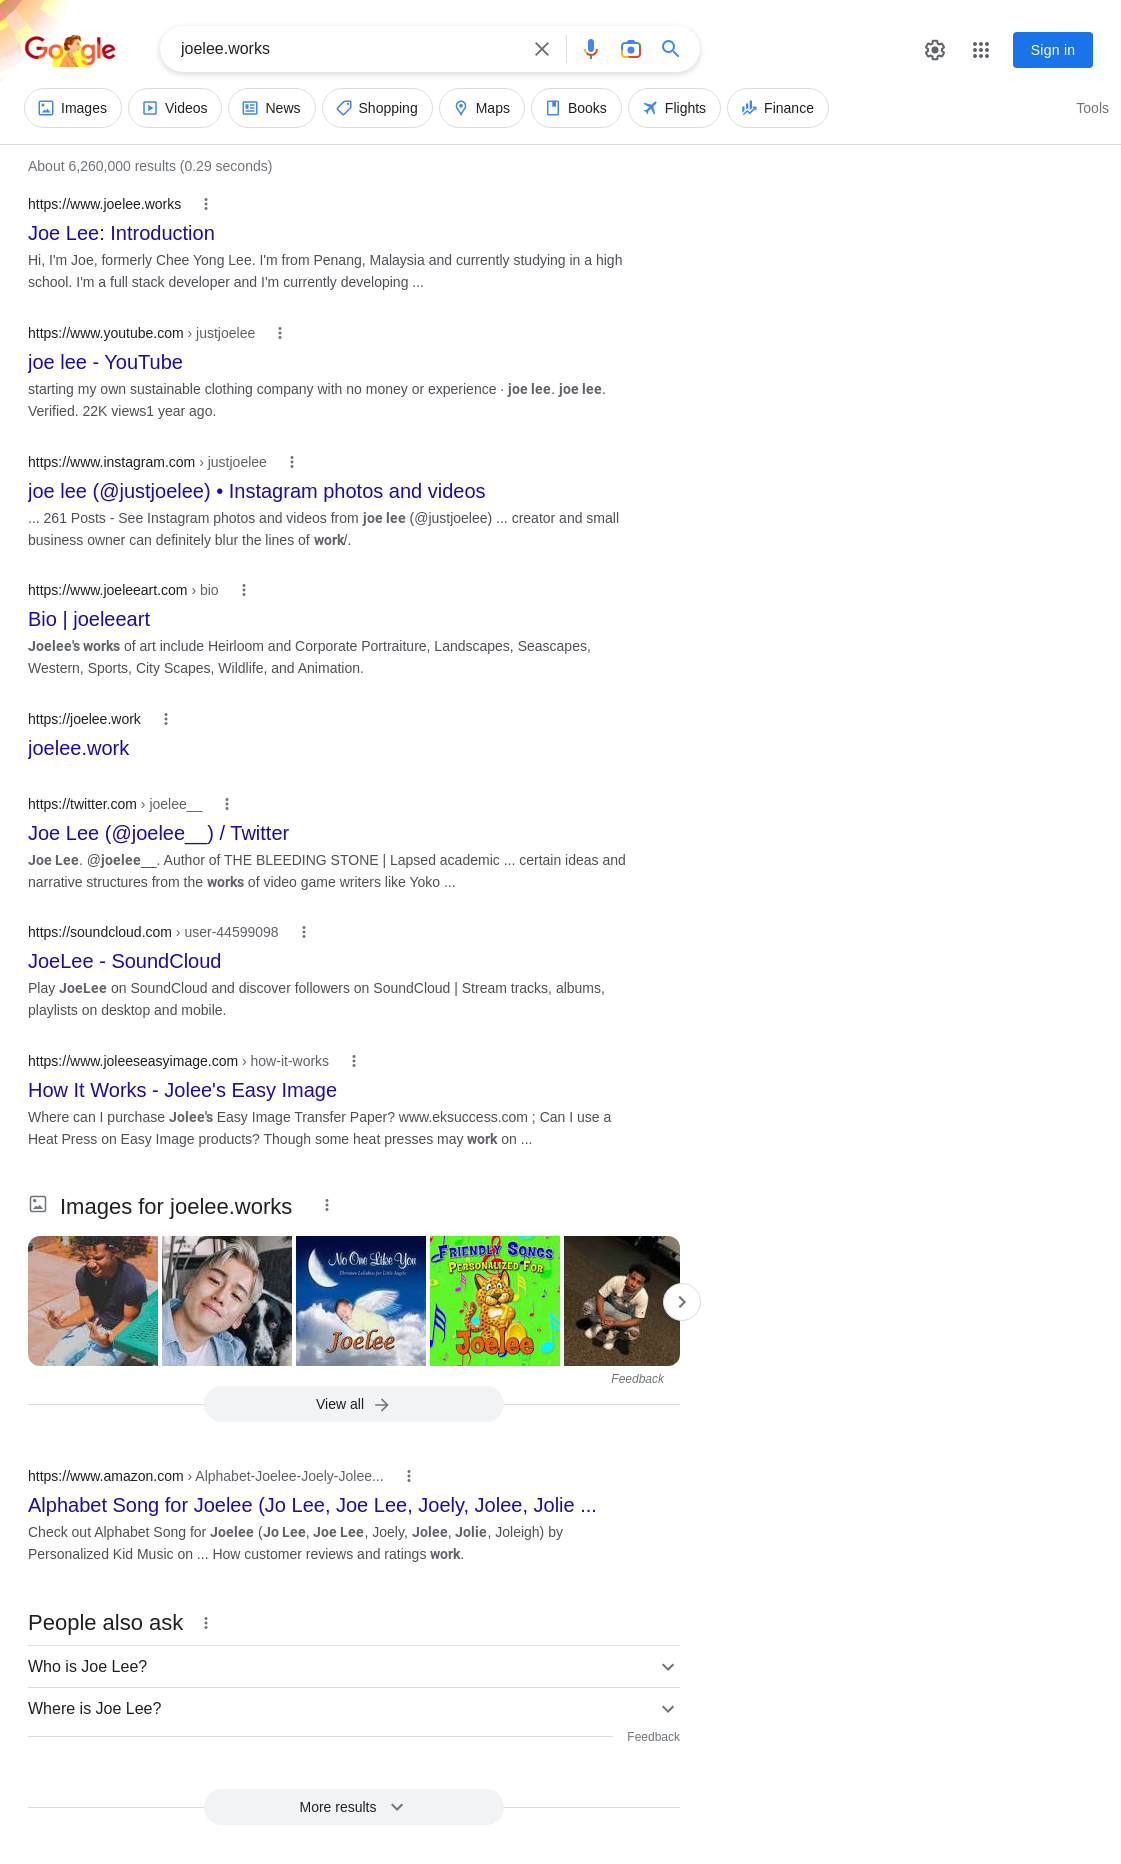 Google
joelee.works
Sign in
Images
Videos
News
Shopping
Maps
Books
Flights
Finance
Tools
About 6,260,000 results (0.29 seconds)
https://www.joelee.works
Joe Lee: Introduction
Hi, I'm Joe, formerly Chee Yong Lee. I'm from Penang, Malaysia and currently studying in a high
school. I'm a full stack developer and I'm currently developing ...
https://www.youtube.com › justjoelee
joe lee - YouTube
starting my own sustainable clothing company with no money or experience · joe lee. joe lee.
Verified. 22K views1 year ago.
https://www.instagram.com › justjoelee
joe lee (@justjoelee) • Instagram photos and videos
... 261 Posts - See Instagram photos and videos from joe lee (@justjoelee) ... creator and small
business owner can definitely blur the lines of work/.
https://www.joeleeart.com › bio
Bio | joeleeart
Joelee's works of art include Heirloom and Corporate Portraiture, Landscapes, Seascapes,
Western, Sports, City Scapes, Wildlife, and Animation.
https://joelee.work
joelee.work
https://twitter.com › joelee__
Joe Lee (@joelee__) / Twitter
Joe Lee. @joelee__. Author of THE BLEEDING STONE | Lapsed academic ... certain ideas and
narrative structures from the works of video game writers like Yoko ...
https://soundcloud.com › user-44599098
JoeLee - SoundCloud
Play JoeLee on SoundCloud and discover followers on SoundCloud | Stream tracks, albums,
playlists on desktop and mobile.
https://www.joleeseasyimage.com › how-it-works
How It Works - Jolee's Easy Image
Where can I purchase Jolee's Easy Image Transfer Paper? www.eksuccess.com ; Can I use a
Heat Press on Easy Image products? Though some heat presses may work on ...
Images for joelee.works
No One Like You
Christian Lullabies for Little Angels
Joelee
FRIENDLY SONGS
PERSONALIZED FOR
Joelee
Feedback
View all
https://www.amazon.com › Alphabet-Joelee-Joely-Jolee...
Alphabet Song for Joelee (Jo Lee, Joe Lee, Joely, Jolee, Jolie ...
Check out Alphabet Song for Joelee (Jo Lee, Joe Lee, Joely, Jolee, Jolie, Joleigh) by
Personalized Kid Music on ... How customer reviews and ratings work.
People also ask
Who is Joe Lee?
Where is Joe Lee?
Feedback
More results